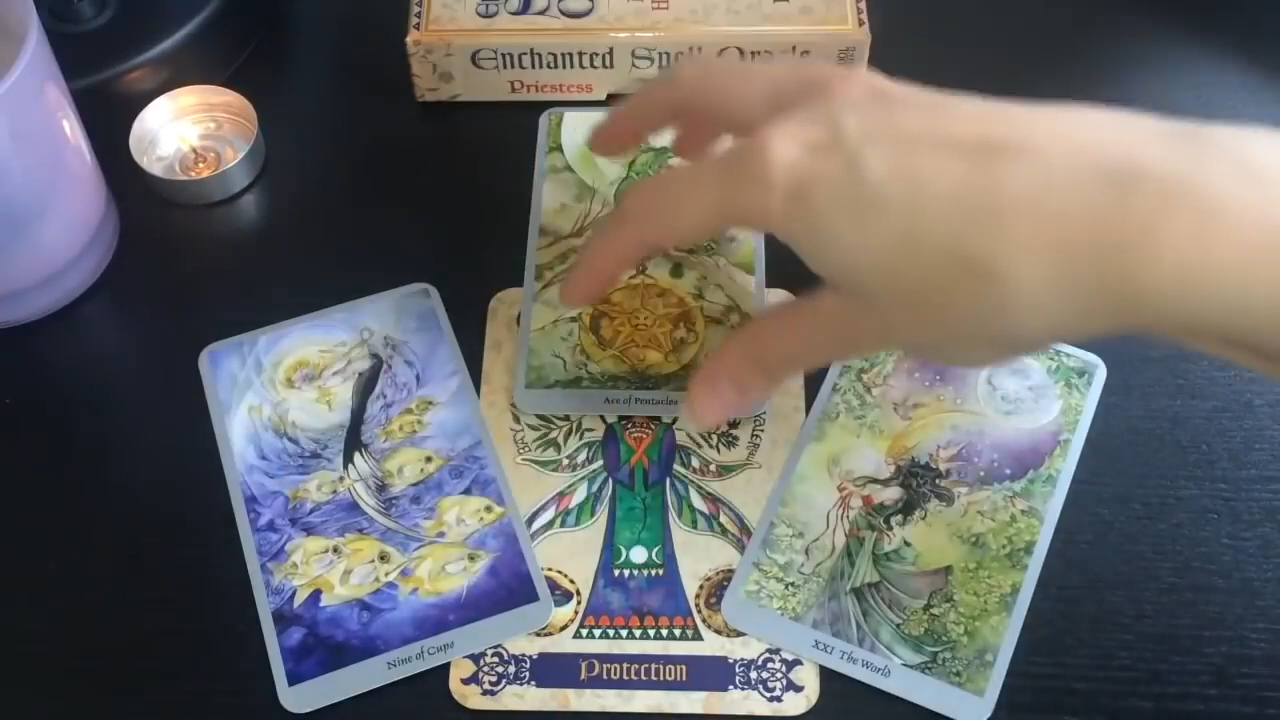 Enchanted Spell Oracle
Priestess
Ace of Pentacles
Nine of Cups
XXI The World
Protection